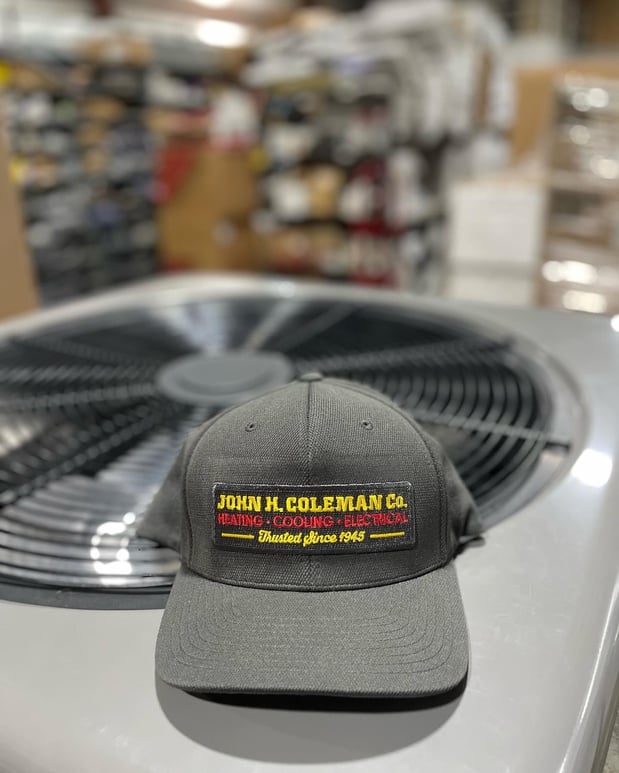 JOHN H. COLEMAN Co.
HEATING • COOLING • ELECTRICAL
Trusted Since 1945